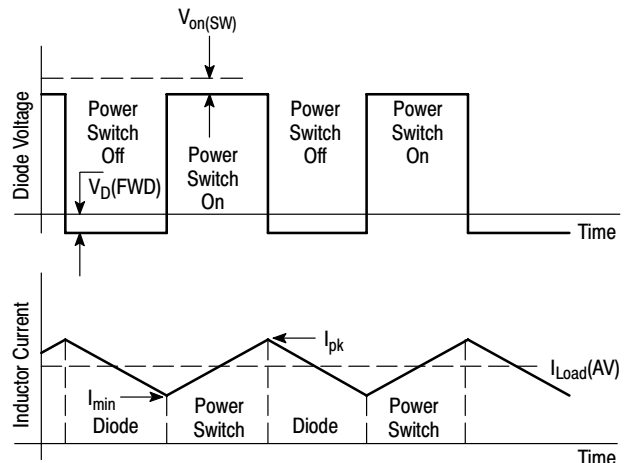 Von(SW)
Diode Voltage
Power
Switch
Off
Power
Switch
On
Power
Switch
Off
Power
Switch
On
VD(FWD)
Time
Inductor Current
Ipk
ILoad(AV)
Imin
Diode
Power
Switch
Diode
Power
Switch
Time